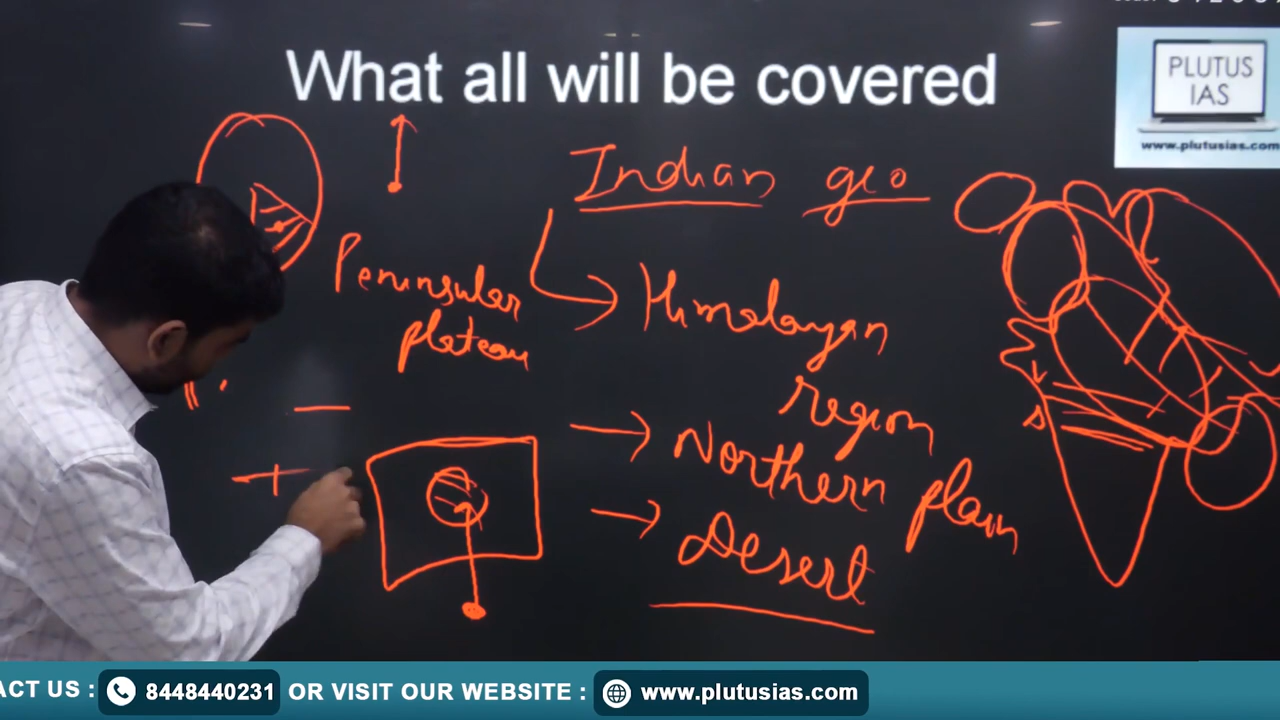 What all will be covered
PLUTUS
IAS
www.plutusias.com
Indian geo
Peninsular
plateau
Himalayan
region
Northern plain
Desert
ACT US : 8448440231 OR VISIT OUR WEBSITE : www.plutusias.com